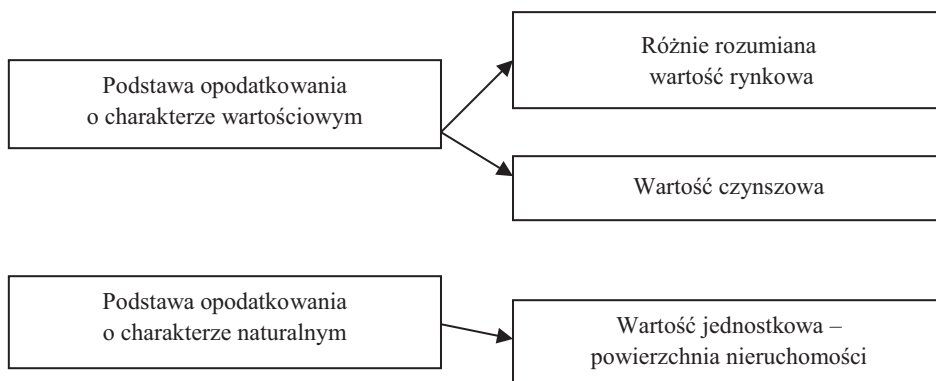 Podstawa opodatkowania
o charakterze wartościowym
Różnie rozumiana
wartość rynkowa
Wartość czynszowa
Podstawa opodatkowania
o charakterze naturalnym
Wartość jednostkowa –
powierzchnia nieruchomości